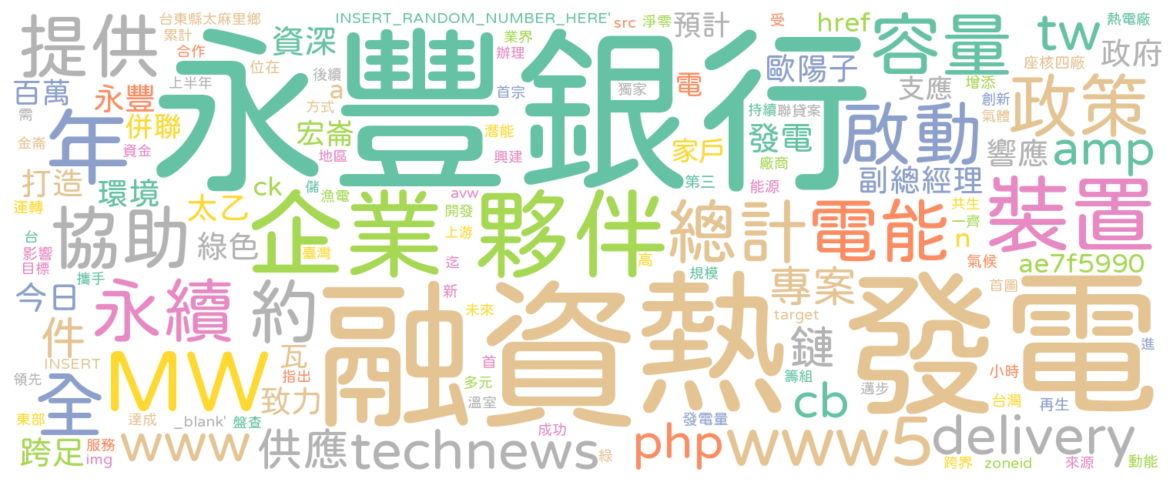 台東縣太麻里鄉
INSERT_RANDOM_NUMBER_HERE'
src
淨零
預計
href
受
熱電廠
提供
累計
合作
資深
業界
辦理
容量
tw
政府
永豐銀行
上半年
位在
後續
a
首宗
獨家
電
歐陽子
座核四廠
百萬
永豐
方式
支應
增添
需
併聯
宏崙
潛能
持續
聯貸案
創新
氣體
政策
年
發電
啟動
金崙
資金
地區
興建
家戶
廠商
響應
amp
打造
環境
ck
儲
漁電
avw
第三
能源
副總經理
共生
運轉
太乙
企業
夥伴
開發
總計
電能
一齊
n
裝置
台
協助
綠色
臺灣
上游
影響
目標
攜手
迄
高
規模
氣候
ae7f5990
今日
永續
約
新
未來
融資
熱
發電
專案
首圖
target
件
INSERT
MW
瓦
首
鏈
籌組
進
領先
全
指出
多元
溫室
致力
cb
邁步
小時
台灣
再生
東部
達成
_blank'
盤查
發電量
跨足
服務
img
www
供應
technews
成功
綠
php
www
5
delivery
跨界
zoneid
來源
動能